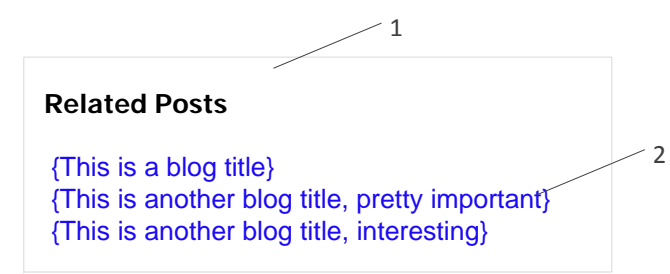 1
Related Posts
{This is a blog title}
{This is another blog title, pretty important}
{This is another blog title, interesting}
2